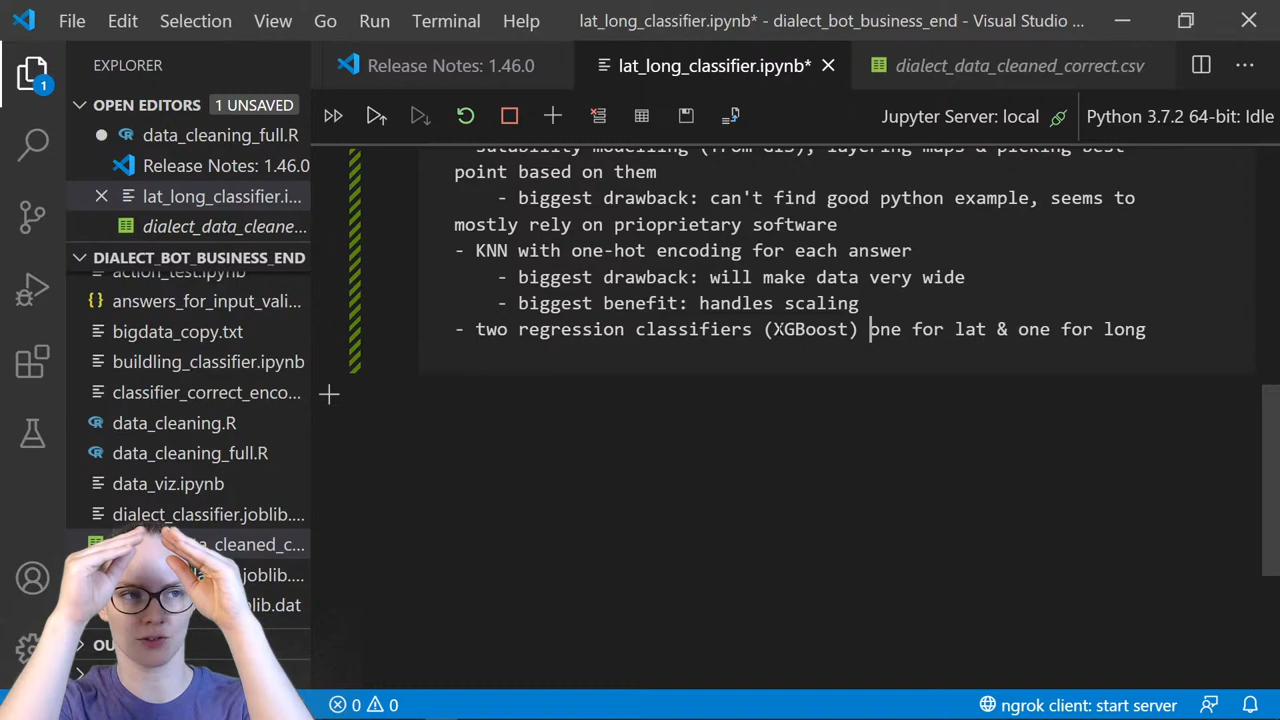 File Edit Selection View Go Run Terminal Help lat_long_classifier.ipynb* - dialect_bot_business_end - Visual Studio ...
EXPLORER
Release Notes: 1.46.0
lat_long_classifier.ipynb*
dialect_data_cleaned_correct.csv
1
OPEN EDITORS 1 UNSAVED
data_cleaning_full.R
Release Notes: 1.46.0
lat_long_classifier.i...
dialect_data_cleane...
DIALECT_BOT_BUSINESS_END
action_test.ipynb
answers_for_input_vali...
bigdata_copy.txt
buildling_classifier.ipynb
classifier_correct_enco...
data_cleaning.R
data_cleaning_full.R
data_viz.ipynb
dialect_classifier.joblib....
a_cleaned_c...
.joblib....
blib.dat
OU
Jupyter Server: local
Python 3.7.2 64-bit: Idle
- sutability modelling (from GIS), layering maps & picking best
point based on them
- biggest drawback: can't find good python example, seems to
mostly rely on prioprietary software
- KNN with one-hot encoding for each answer
- biggest drawback: will make data very wide
- biggest benefit: handles scaling
- two regression classifiers (XGBoost) one for lat & one for long
0 0
ngrok client: start server